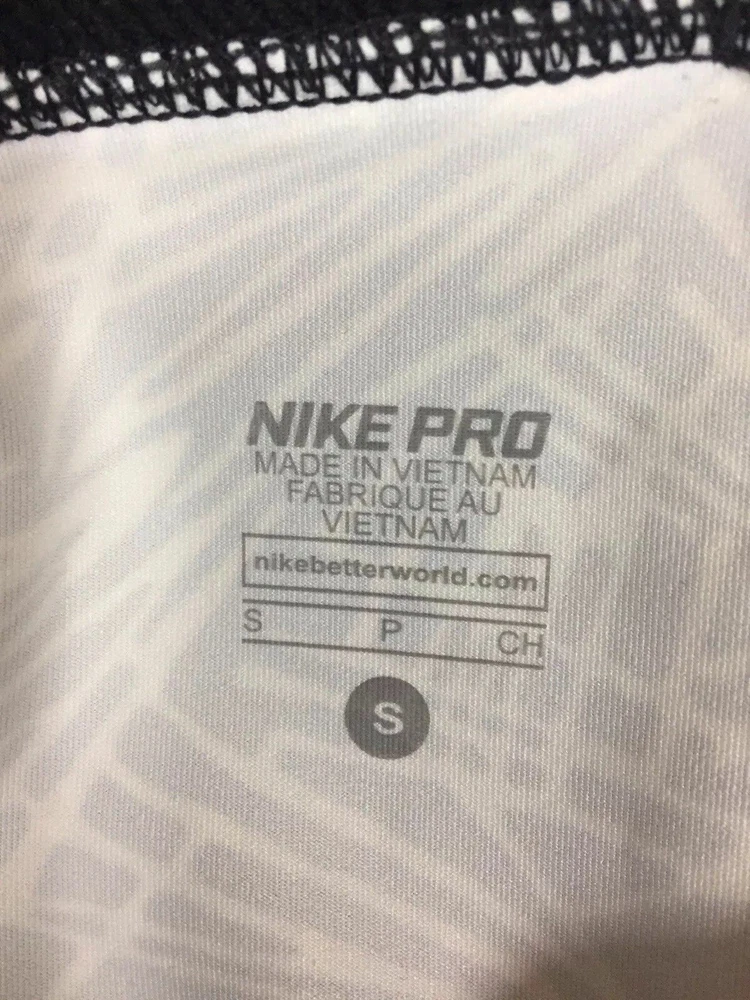 NIKE PRO
MADE IN VIETNAM
FABRIQUE AU
VIETNAM
nikebetterworld.com
S P CH
S